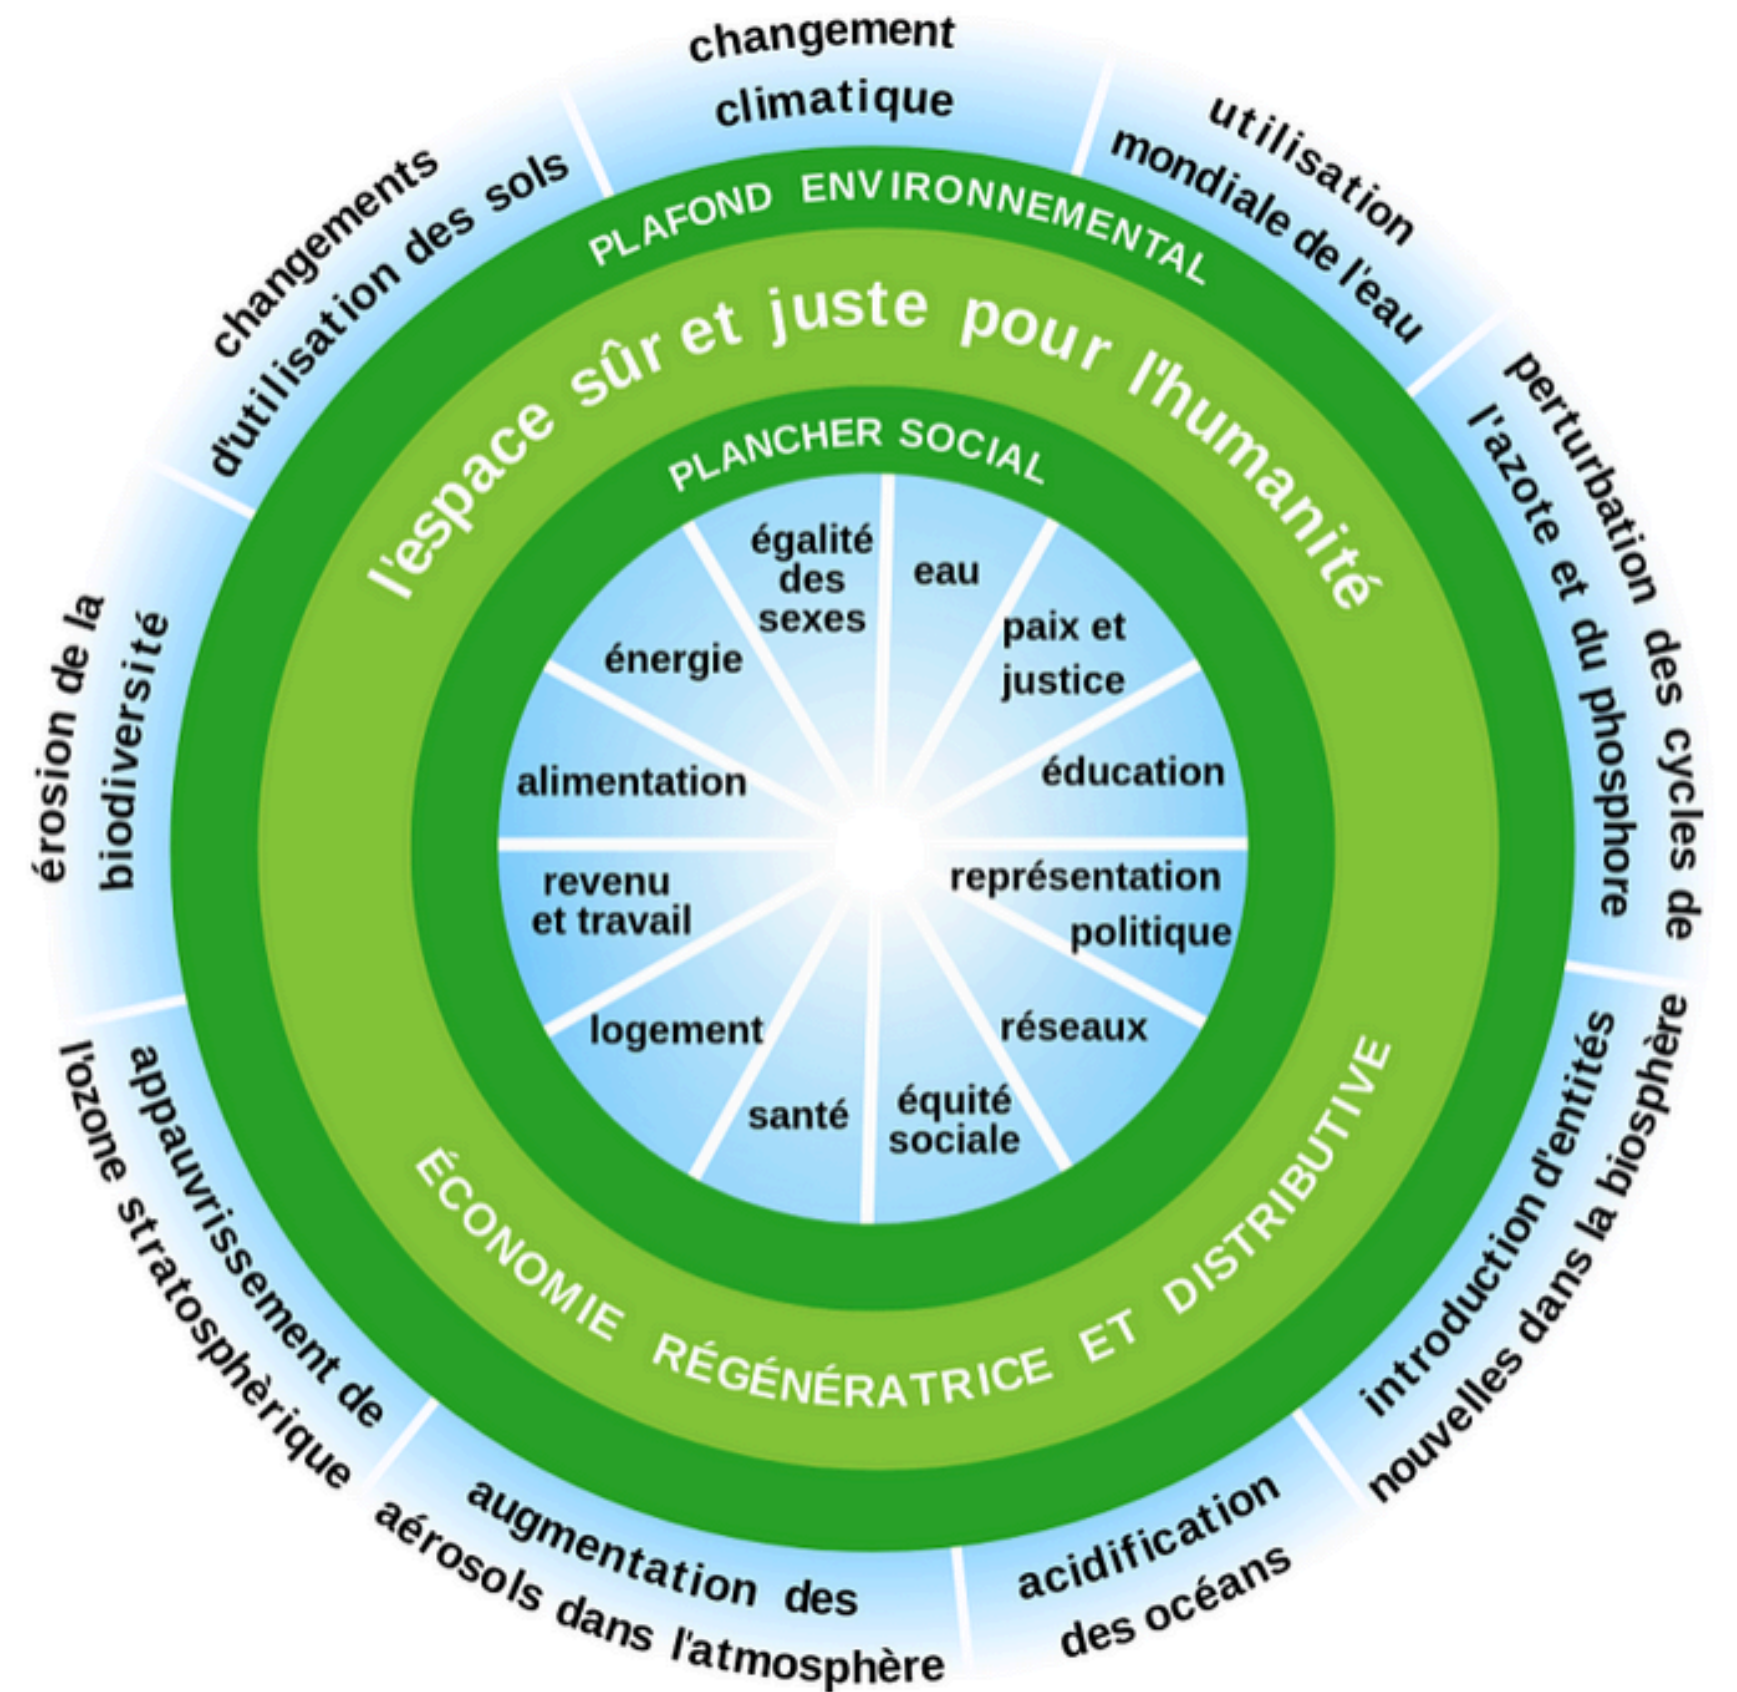 changement
climatique
utilisation
mondiale de l'eau
perturbation des cycles de
l'azote et du phosphore
introduction d'entités
nouvelles dans la biosphère
acidification
des océans
augmentation des
aérosols dans l'atmosphère
appauvrissement de
l'ozone stratosphèrique
érosion de la
biodiversité
changements
d'utilisation des sols
PLAFOND ENVIRONNEMENTAL
l'espace sûr et juste pour l'humanité
PLANCHER SOCIAL
égalité
des
sexes
eau
paix et
justice
éducation
représentation
politique
réseaux
équité
sociale
santé
logement
revenu
et travail
alimentation
énergie
ÉCONOMIE RÉGÉNÉRATRICE ET DISTRIBUTIVE